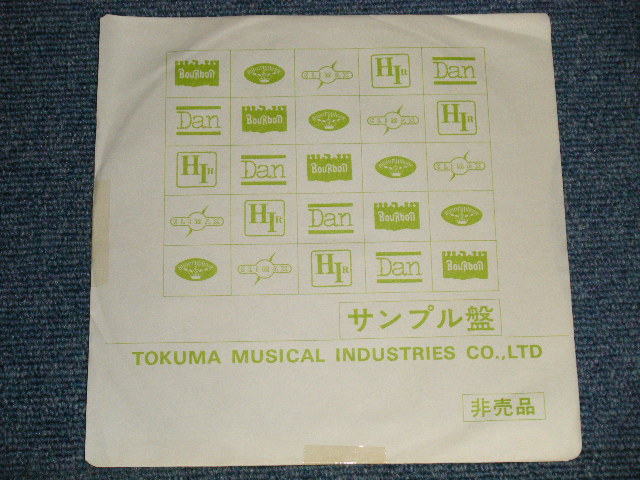 BOURBON HIR Dan
Dan BOURBON HIR
HIR Dan BOURBON
HIR Dan BOURBON
HIR Dan BOURBON
サンプル盤
TOKUMA MUSICAL INDUSTRIES CO.,LTD
非売品